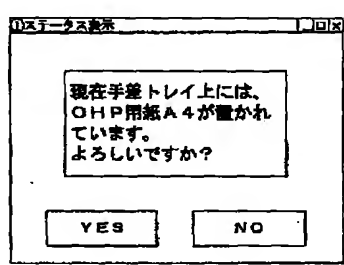 ①ステータス表示
現在手差トレイ上には、
OHP用紙A4が置かれ
ています。
よろしいですか？
YES
NO